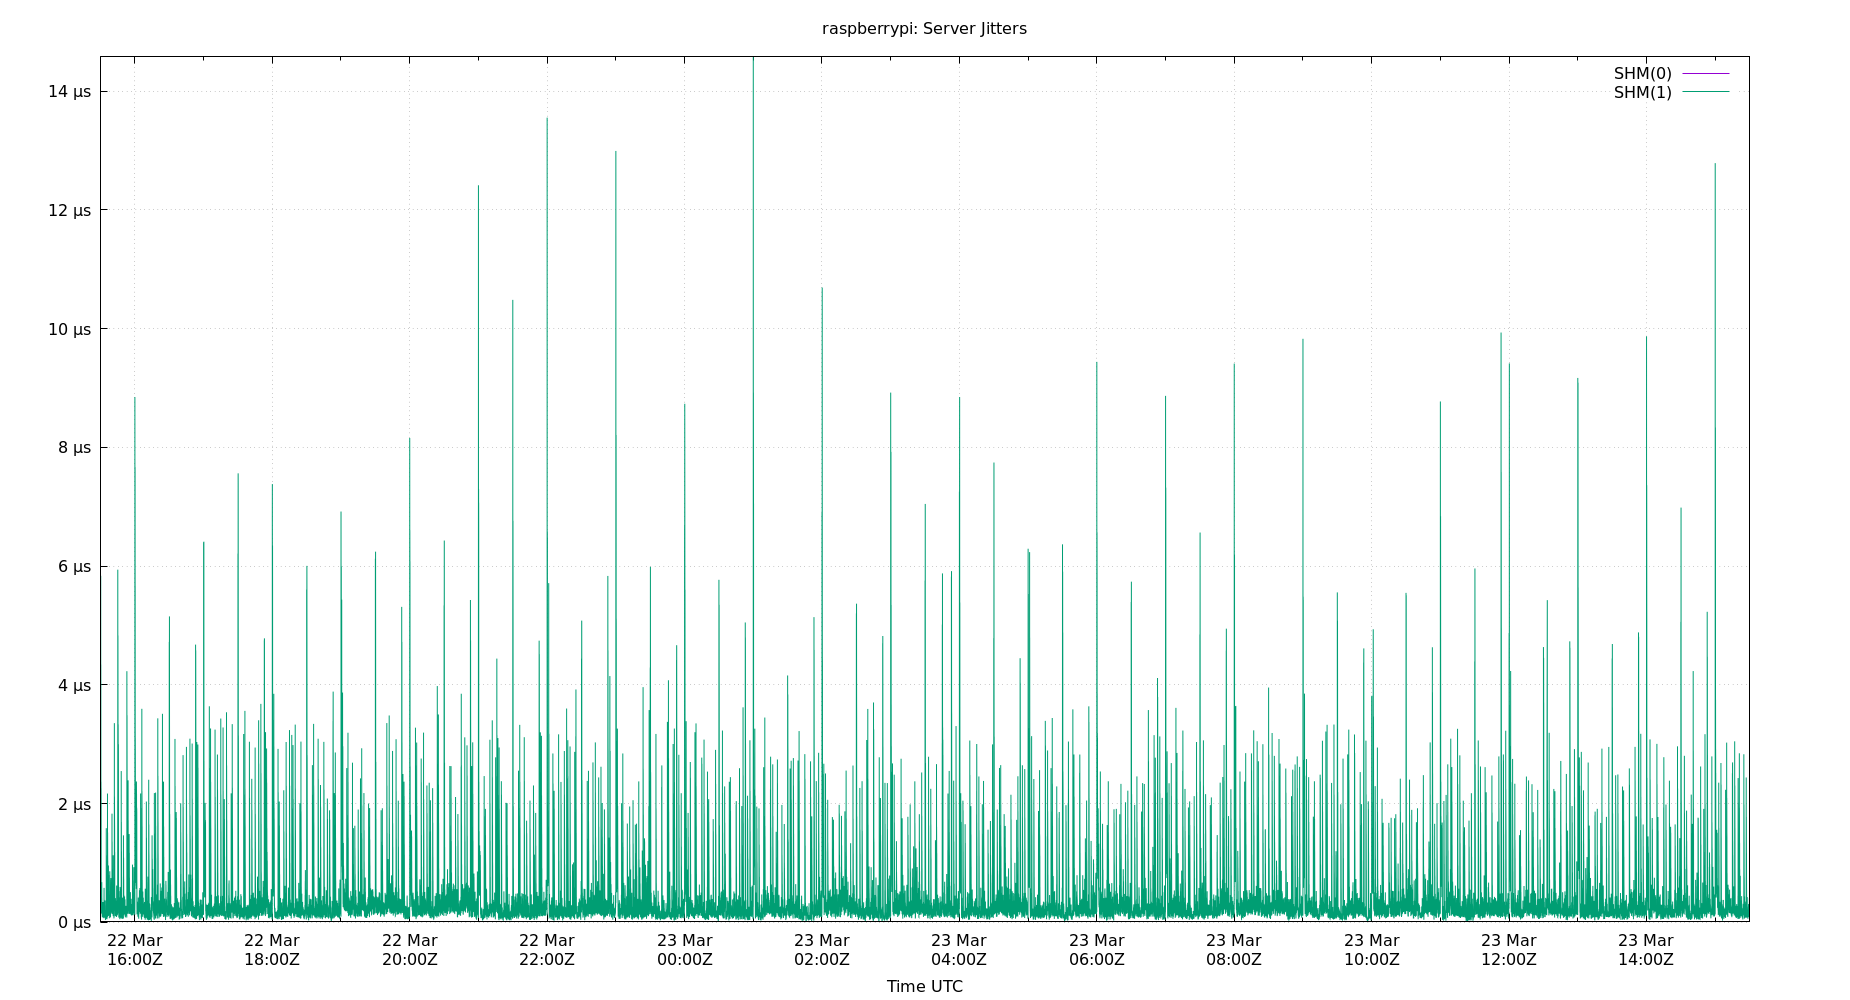 raspberrypi: Server Jitters
SHM(0)
SHM(1)
14 µs
12 µs
10 µs
8 µs
6 µs
4 µs
2 µs
0 µs
22 Mar 22 Mar 22 Mar 22 Mar 23 Mar 23 Mar 23 Mar 23 Mar 23 Mar 23 Mar 23 Mar 23 Mar
16:00Z 18:00Z 20:00Z 22:00Z 00:00Z 02:00Z 04:00Z 06:00Z 08:00Z 10:00Z 12:00Z 14:00Z
Time UTC